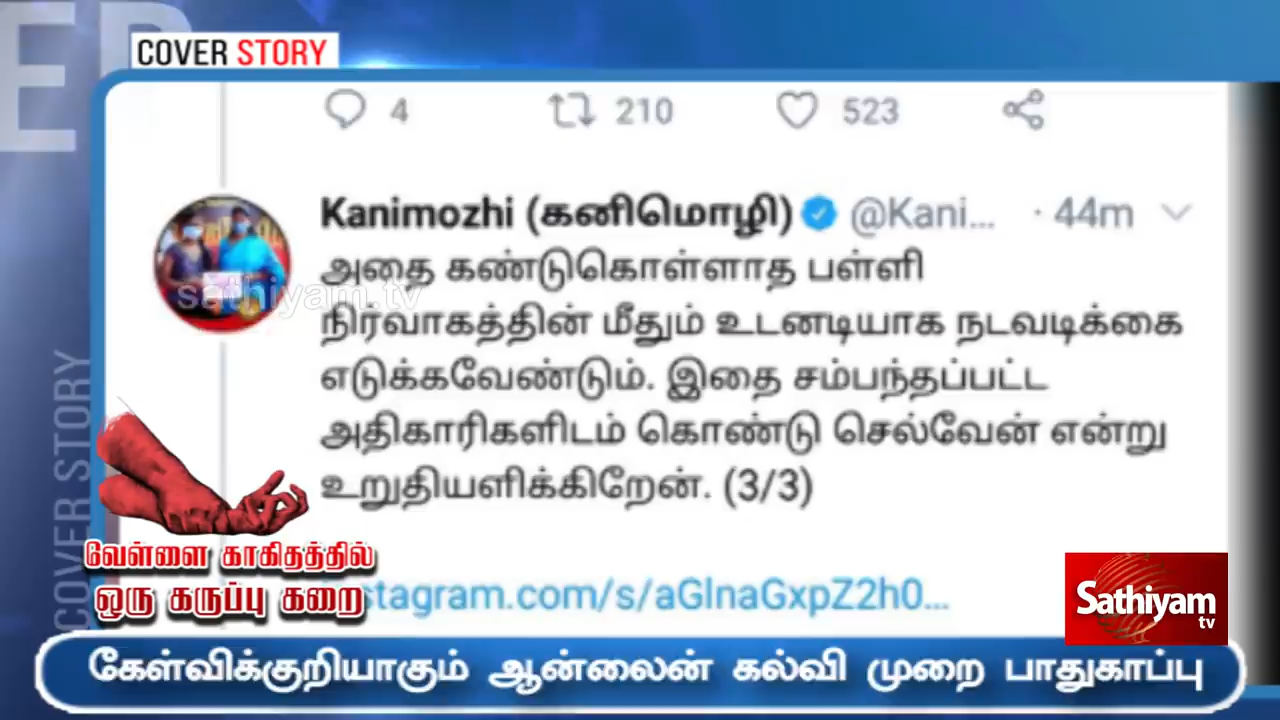 COVER STORY
4 210 523
Kanimozhi (கனிமொழி) @Kani... · 44m
அதை கண்டுகொள்ளாத பள்ளி
நிர்வாகத்தின் மீதும் உடனடியாக நடவடிக்கை
எடுக்கவேண்டும். இதை சம்பந்தப்பட்ட
அதிகாரிகளிடம் கொண்டு செல்வேன் என்று
உறுதியளிக்கிறேன். (3/3)
sathiyam.tv
COVER STORY
வேள்ளை காகிதத்தில்
ஒரு கருப்பு கறை
stagram.com/s/aGlnaGxpZ2h0...
Sathiyam
tv
கேள்விக்குறியாகும் ஆன்லைன் கல்வி முறை பாதுகாப்பு